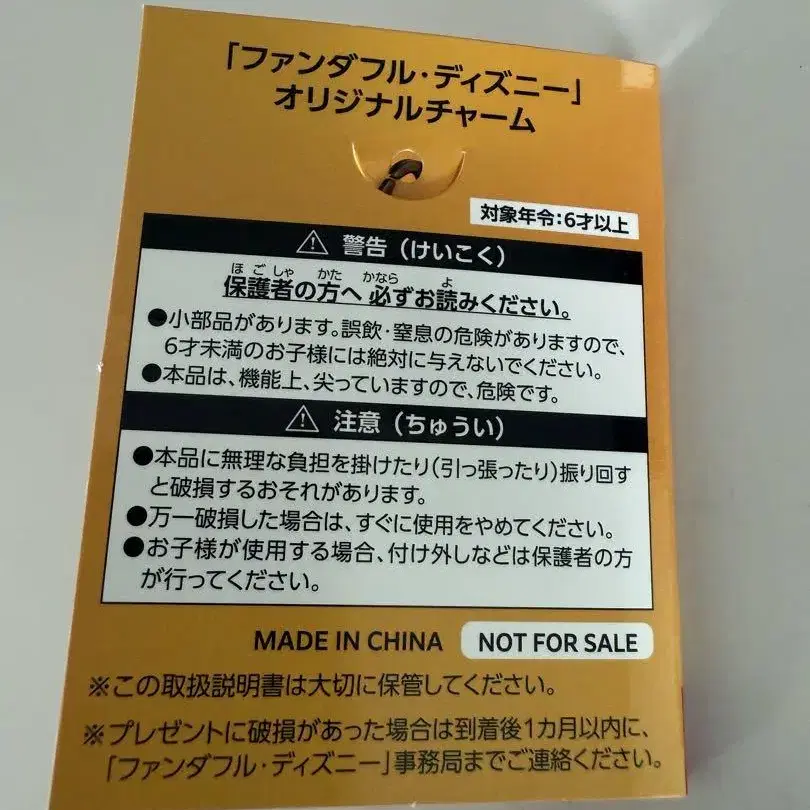 「ファンダフル・ディズニー」
オリジナルチャーム
対象年令:6才以上
⚠ 警告（けいこく）
ほごしゃ かた かなら よ
保護者の方へ 必ずお読みください。
●小部品があります。誤飲・窒息の危険がありますので、
6才未満のお子様には絶対に与えないでください。
●本品は、機能上、尖っていますので、危険です。
⚠ 注意（ちゅうい）
●本品に無理な負担を掛けたり(引っ張ったり)振り回す
と破損するおそれがあります。
●万一破損した場合は、すぐに使用をやめてください。
●お子様が使用する場合、付け外しなどは保護者の方
が行ってください。
MADE IN CHINA NOT FOR SALE
※この取扱説明書は大切に保管してください。
※プレゼントに破損があった場合は到着後1カ月以内に、
「ファンダフル・ディズニー」事務局までご連絡ください。